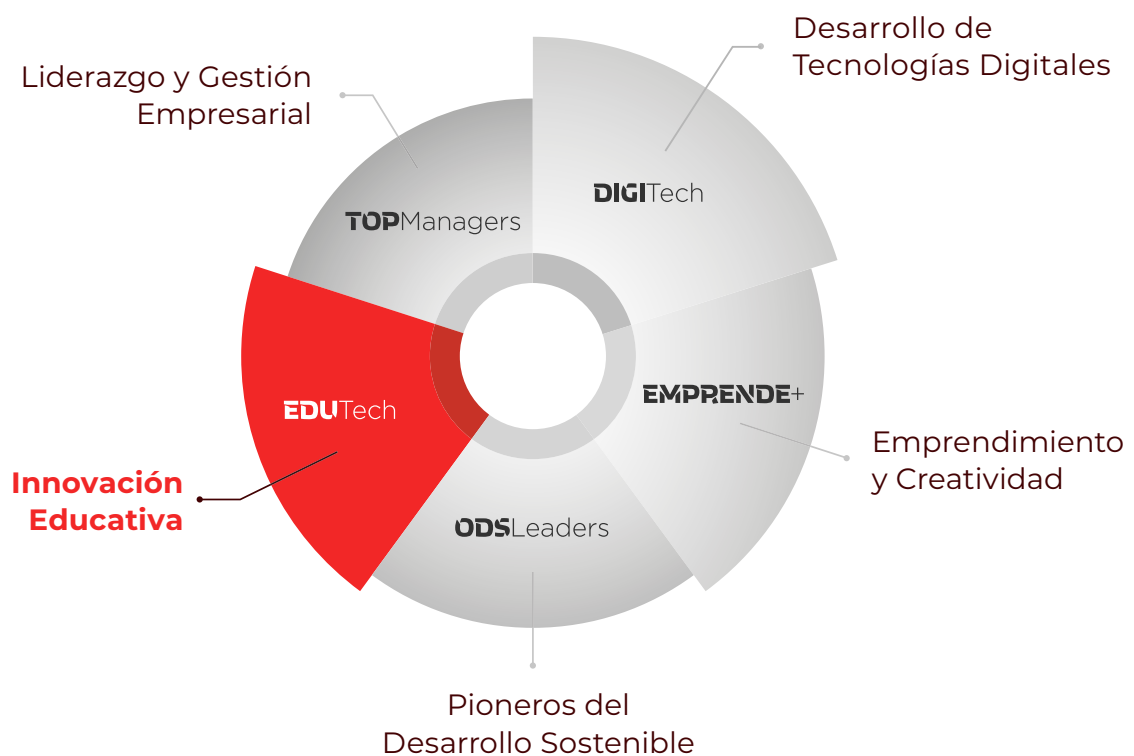 Desarrollo de
Tecnologías Digitales
Liderazgo y Gestión
Empresarial
DIGITech
TOPManagers
EMPRENDE+
EDUTech
Emprendimiento
y Creatividad
Innovación
Educativa
ODSLeaders
Pioneros del
Desarrollo Sostenible